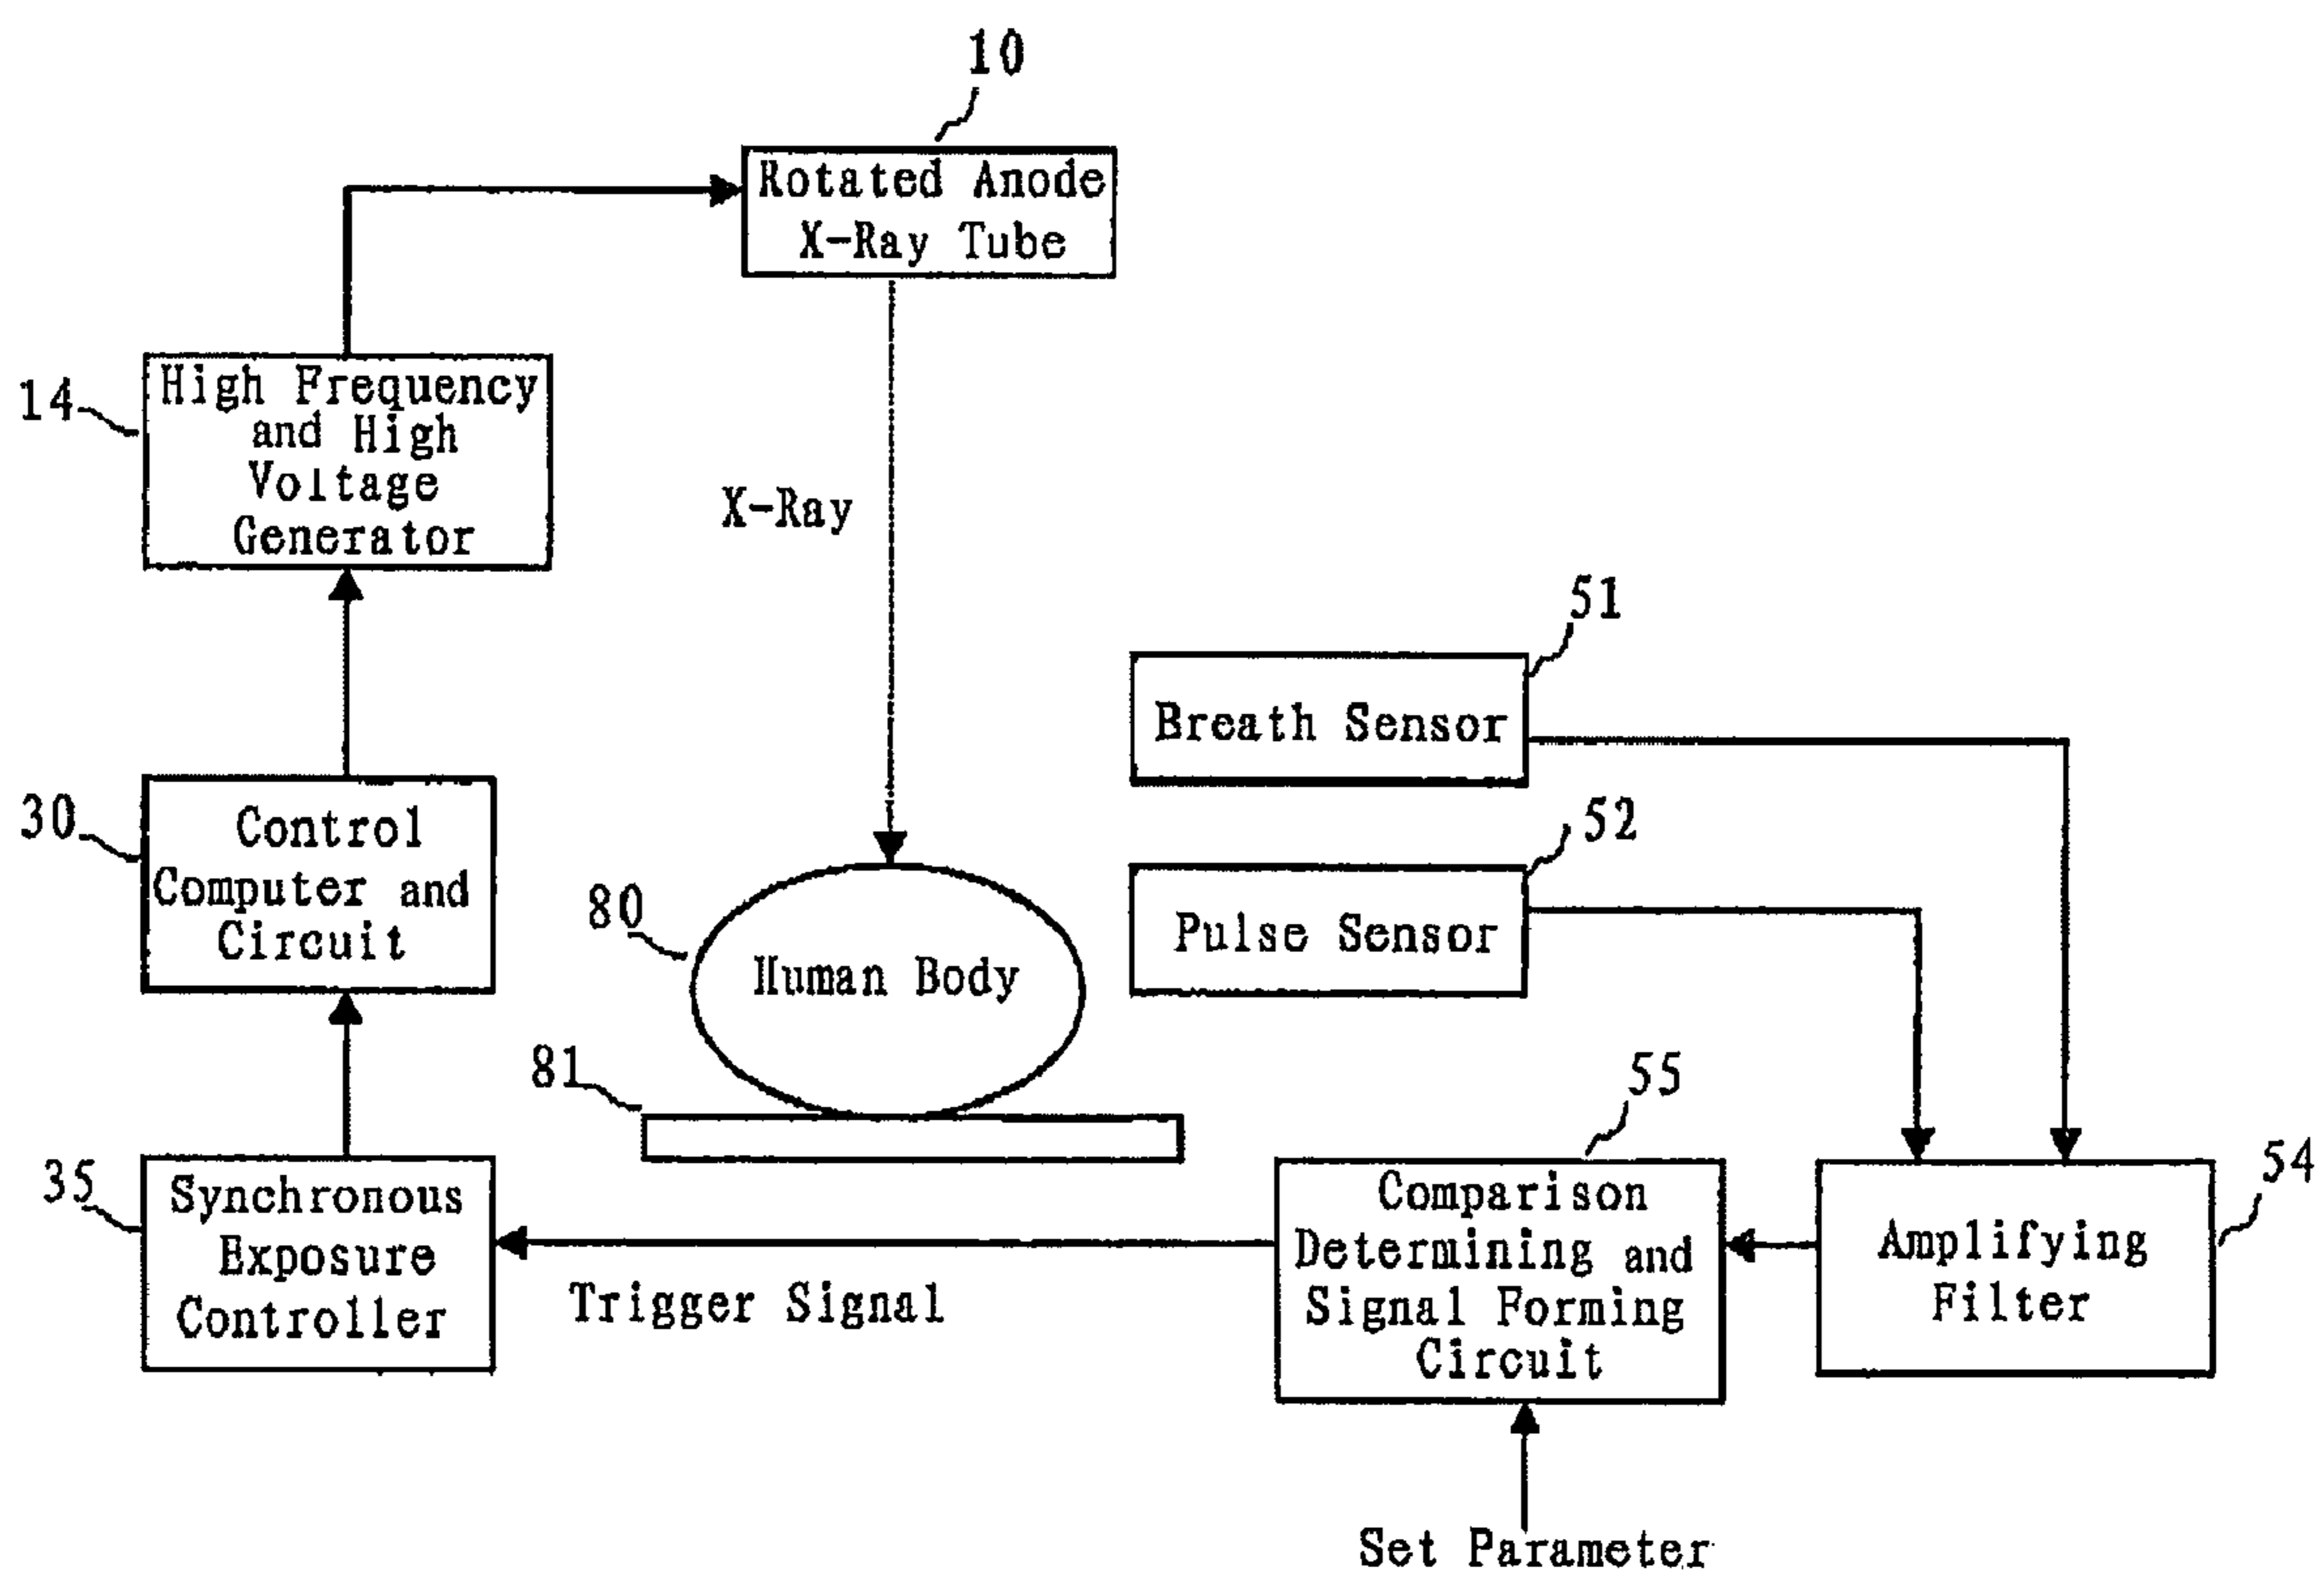 10
Rotated Anode
X-Ray Tube
14
High Frequency
and High
Voltage
Generator
X-Ray
51
Breath Sensor
30
Control
Computer and
Circuit
52
Pulse Sensor
80
Human Body
81
55
54
35
Synchronous
Exposure
Controller
Trigger Signal
Comparison
Determining and
Signal Forming
Circuit
Amplifying
Filter
Set Parameter